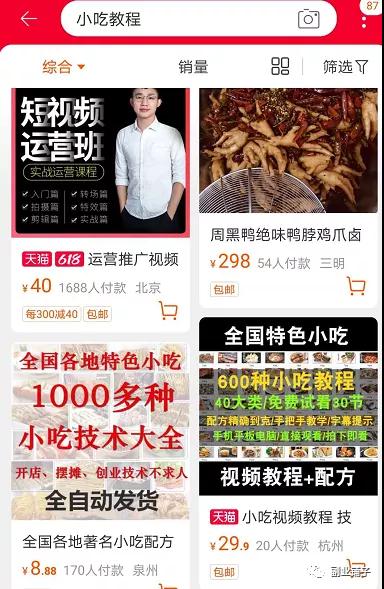 87
小吃教程
综合
销量
筛选
短视频
运营班
实战运营课程
入门篇
转场篇
拍摄篇
特效篇
剪辑篇
实战篇
天猫 618 运营推广视频
¥40 1688人付款 北京
每300减40 包邮
周黑鸭绝味鸭脖鸡爪卤
¥298 54人付款 三明
包邮
全国各地特色小吃
1000多种
小吃技术大全
开店、摆摊、创业技术不求人
全自动发货
全国各地著名小吃配方
¥8.88 170人付款 泉州
全国特色小吃
600种小吃教程
40大类/免费试看30节
配方精确到克/手把手教学/字幕提示
手机平板电脑/直接观看/拍下即看
视频教程+配方
天猫 小吃视频教程 技
¥29.9 20人付款 杭州
包邮
副业铺子